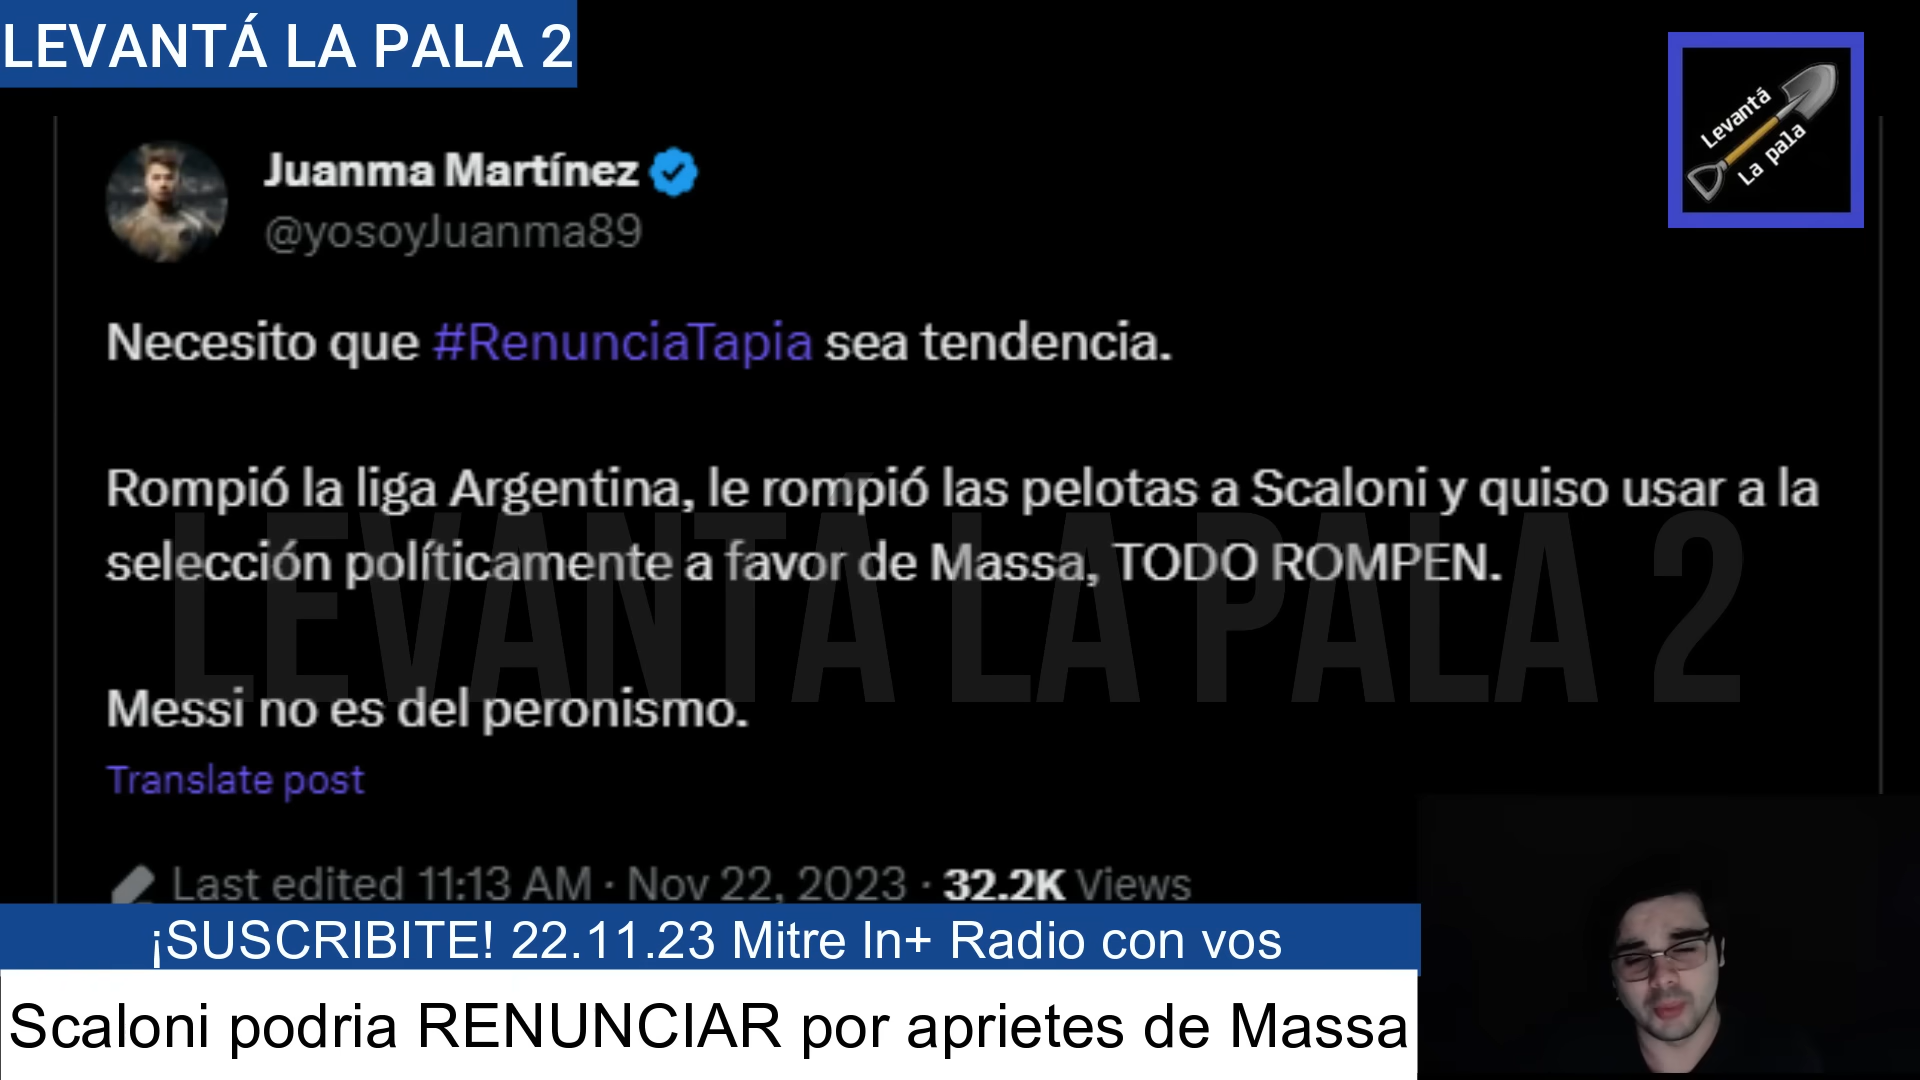 LEVANTÁ LA PALA 2
Levantá
La pala
Juanma Martínez
@yosoyJuanma89
Necesito que #RenunciaTapia sea tendencia.
Rompió la liga Argentina, le rompió las pelotas a Scaloni y quiso usar a la
selección políticamente a favor de Massa, TODO ROMPEN.
LEVANTÁ LA PALA 2
Messi no es del peronismo.
Translate post
Last edited 11:13 AM · Nov 22, 2023 · 32.2K Views
¡SUSCRIBITE! 22.11.23 Mitre In+ Radio con vos
Scaloni podria RENUNCIAR por aprietes de Massa